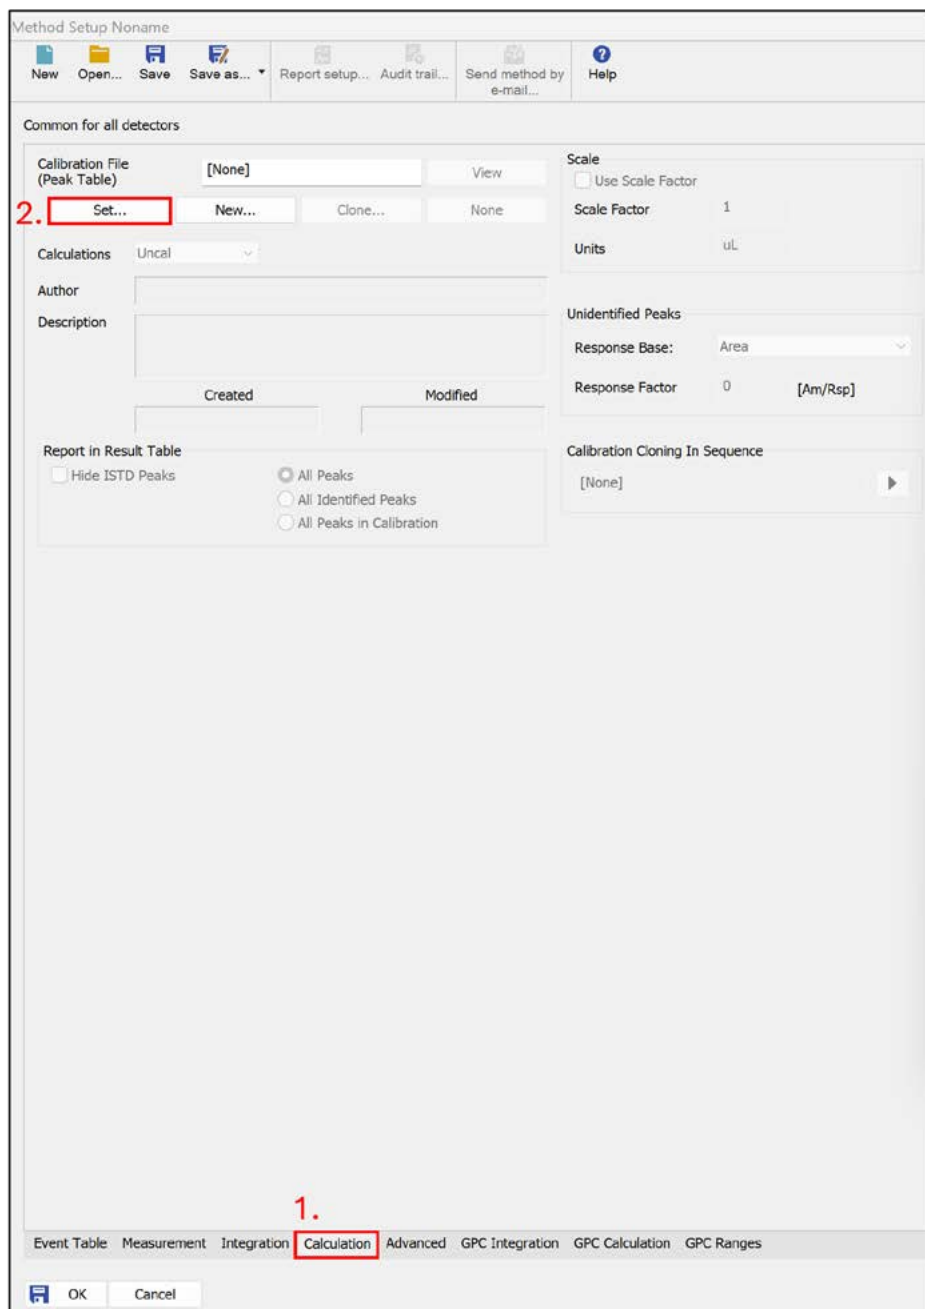 Method Setup Noname
New Open... Save Save as... Report setup... Audit trail... Send method by e-mail... Help
Common for all detectors
Calibration File
(Peak Table)
[None]
View
2.
Set... New... Clone... None
Calculations Uncal
Author
Description
Created Modified
Report in Result Table
Hide ISTD Peaks
All Peaks
All Identified Peaks
All Peaks in Calibration
Scale
Use Scale Factor
Scale Factor 1
Units uL
Unidentified Peaks
Response Base: Area
Response Factor 0 [Am/Rsp]
Calibration Cloning In Sequence
[None]
1.
Event Table Measurement Integration Calculation Advanced GPC Integration GPC Calculation GPC Ranges
OK Cancel